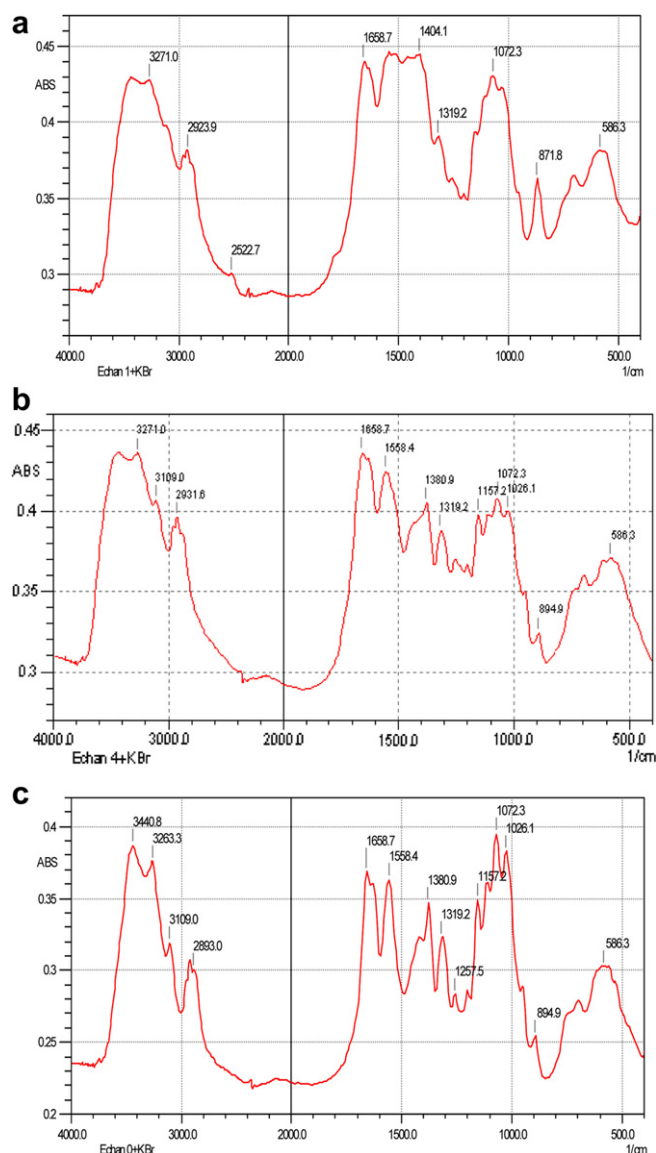 a
3271.0 1658.7 1404.1 1072.3
0.45
ABS
2923.9 1319.2
0.4
871.8 586.3
0.35
2522.7
0.3
4000.0 3000.0 2000.0 1500.0 1000.0 500.0
Echan 1+KBr 1/cm
b
0.45
3271.0 1658.7
ABS
3109.0 1558.4 1072.3
2931.6 1380.9 1157.2 1026.1
0.4
1319.2
586.3
0.35
894.9
0.3
4000.0 3000.0 2000.0 1500.0 1000.0 500.0
Echan 4+KBr 1/cm
c
3440.8 1072.3
0.4
3263.3 1658.7 1026.1
ABS
1558.4 1157.2
1380.9
0.35
3109.0 1319.2
2893.0
0.3
1257.5 586.3
894.9
0.25
0.2
4000.0 3000.0 2000.0 1500.0 1000.0 500.0
Echan 0+KBr 1/cm